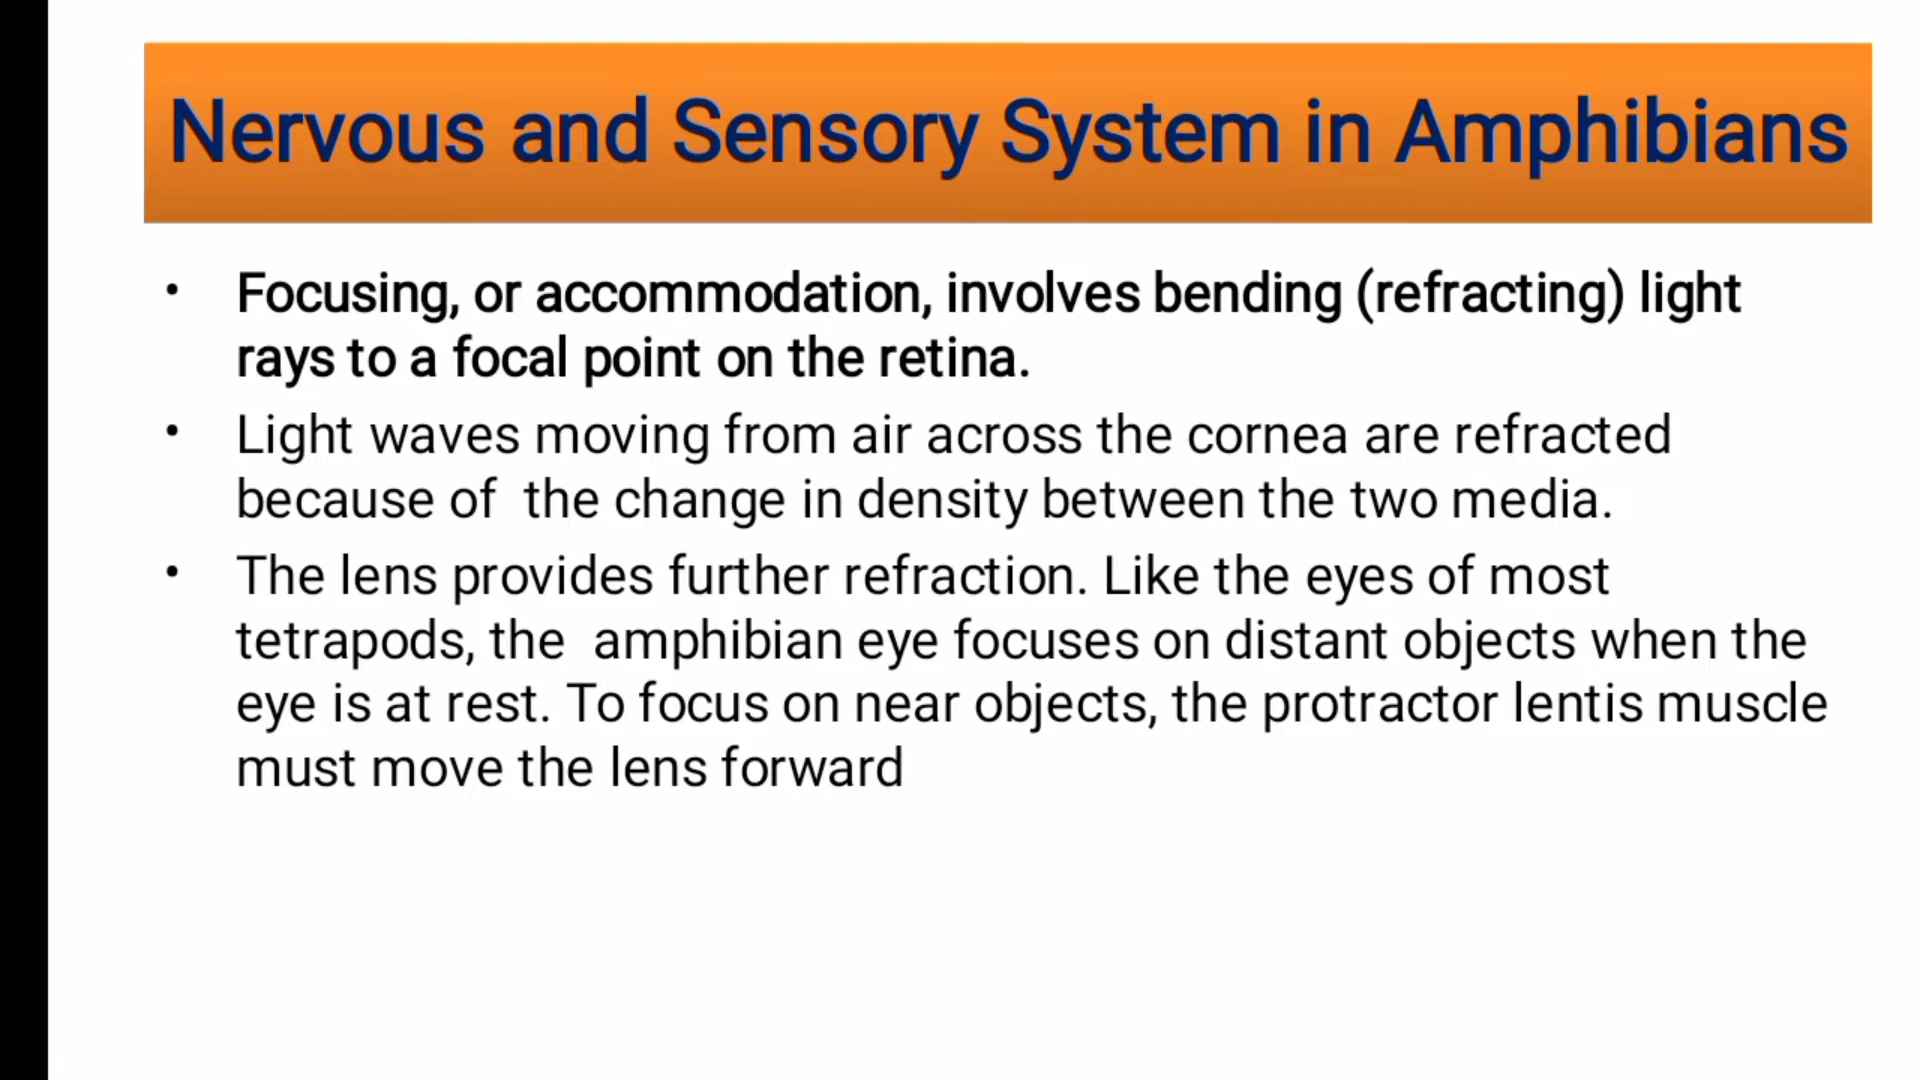 Nervous and Sensory System in Amphibians
• Focusing, or accommodation, involves bending (refracting) light
rays to a focal point on the retina.
• Light waves moving from air across the cornea are refracted
because of  the change in density between the two media.
• The lens provides further refraction. Like the eyes of most
tetrapods, the  amphibian eye focuses on distant objects when the
eye is at rest. To focus on near objects, the protractor lentis muscle
must move the lens forward